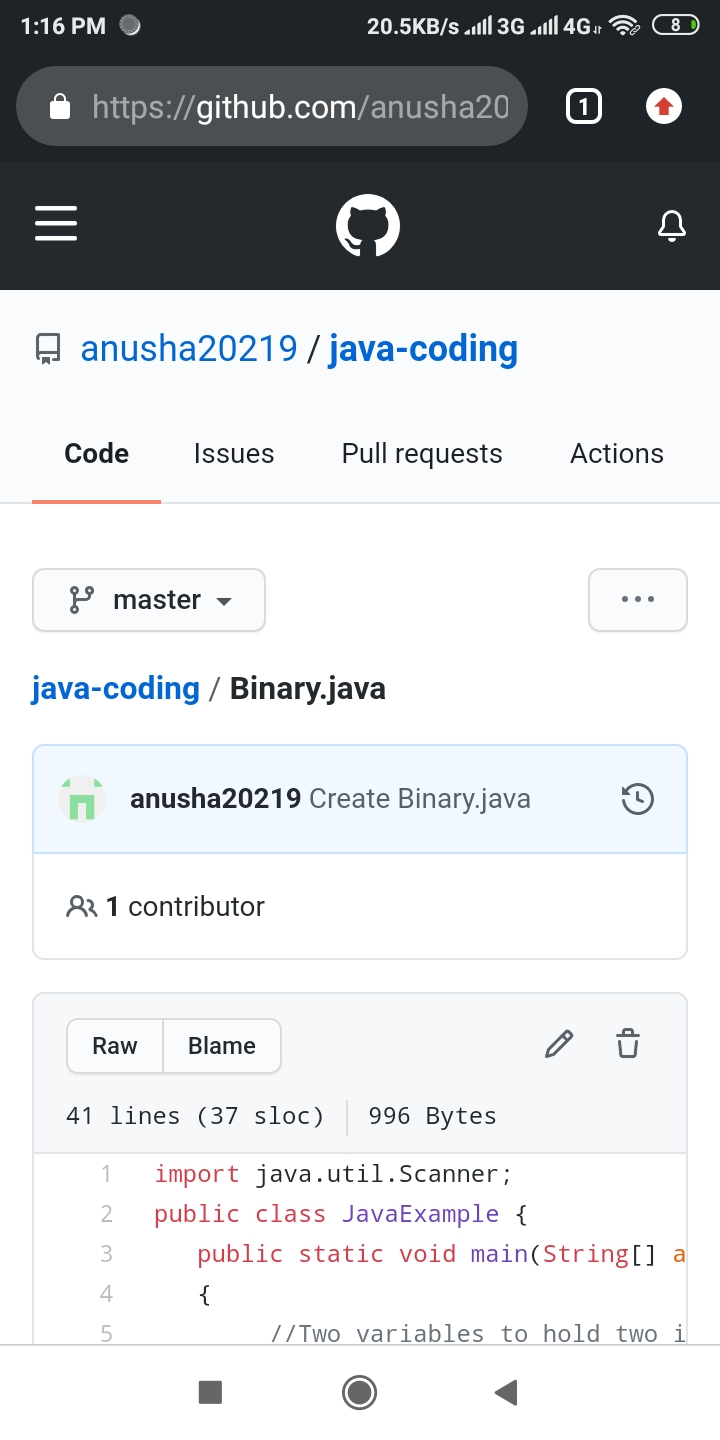 1:16 PM 20.5KB/s 3G 4G 8
https://github.com/anusha20 1
anusha20219 / java-coding
Code Issues Pull requests Actions
master
java-coding / Binary.java
anusha20219 Create Binary.java
1 contributor
Raw Blame
41 lines (37 sloc) 996 Bytes
1 import java.util.Scanner;
2 public class JavaExample {
3 public static void main(String[] a
4 {
5 //Two variables to hold two i